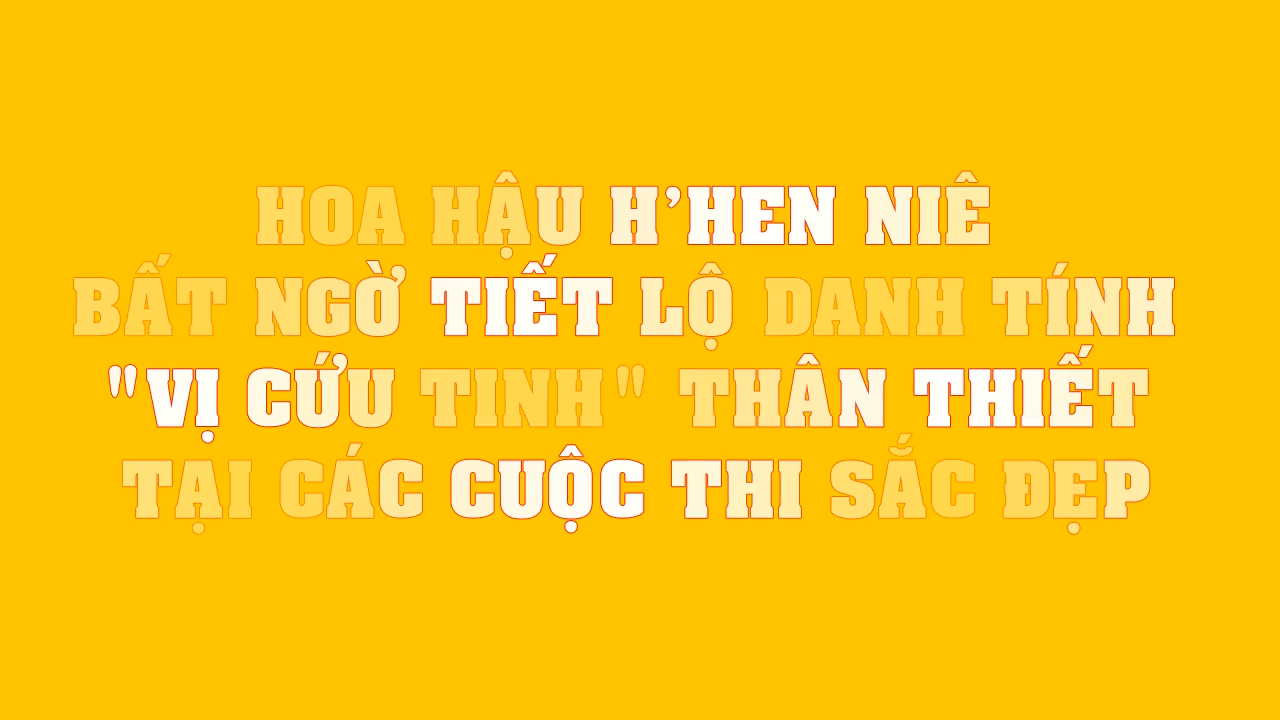 HOA HẬU H’HEN NIÊ
BẤT NGỜ TIẾT LỘ DANH TÍNH
"VỊ CỨU TINH" THÂN THIẾT
TẠI CÁC CUỘC THI SẮC ĐẸP